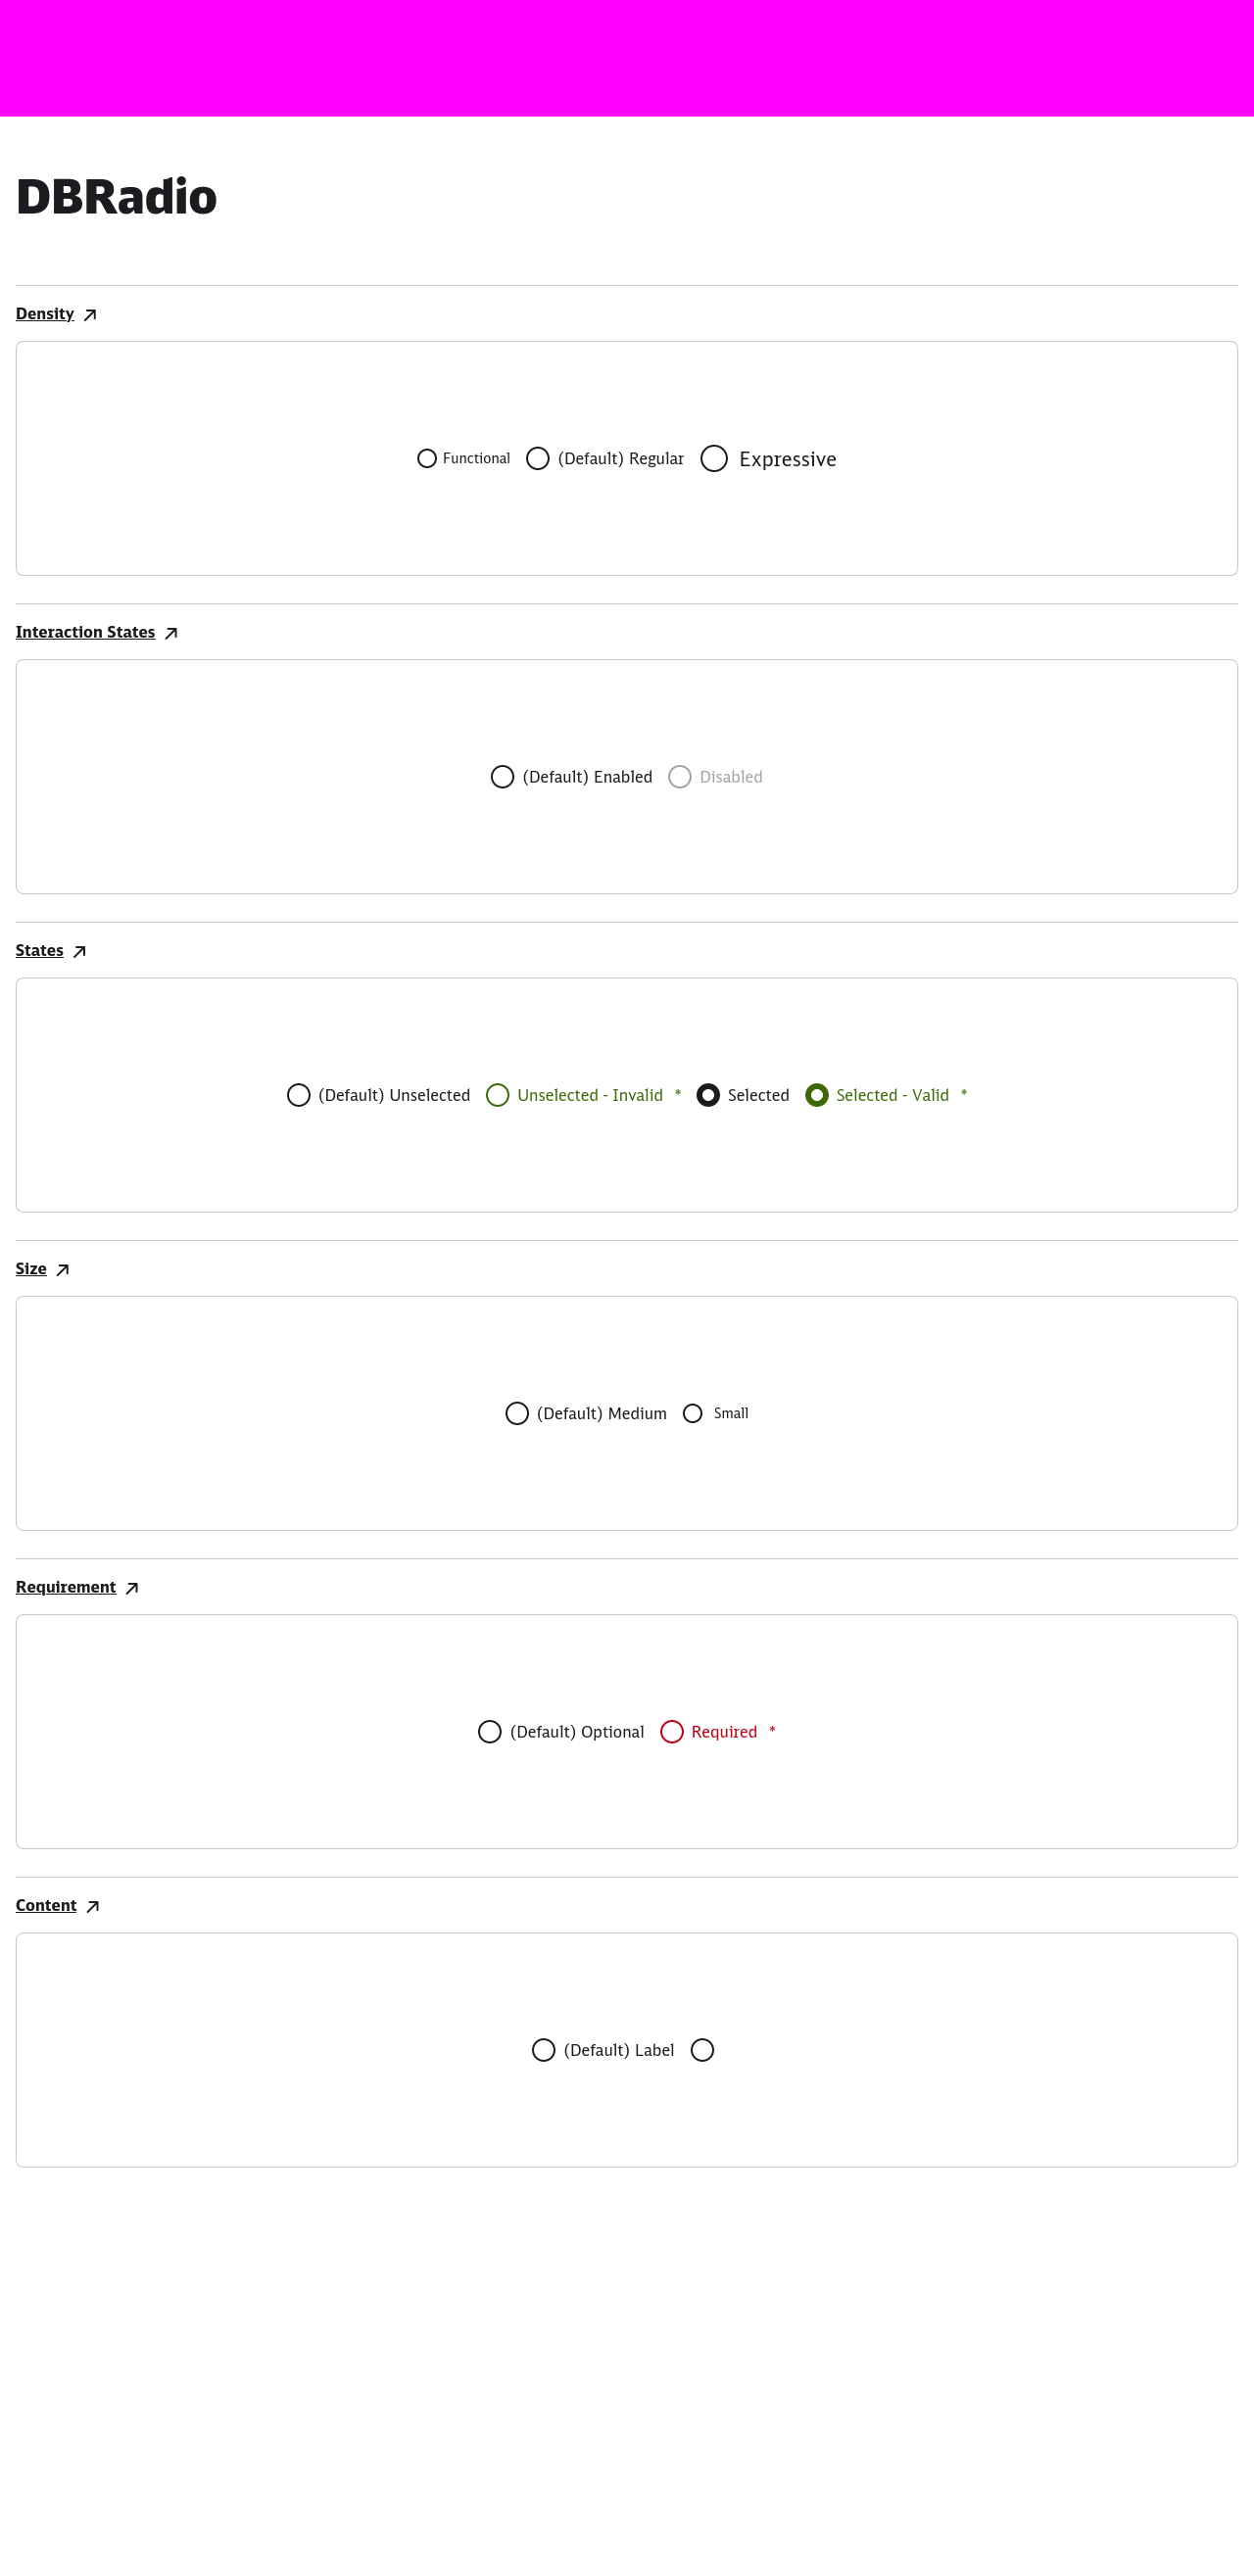 DBRadio
Density
Functional (Default) Regular Expressive
Interaction States
(Default) Enabled Disabled
States
(Default) Unselected Unselected - Invalid * Selected Selected - Valid *
Size
(Default) Medium Small
Requirement
(Default) Optional Required *
Content
(Default) Label